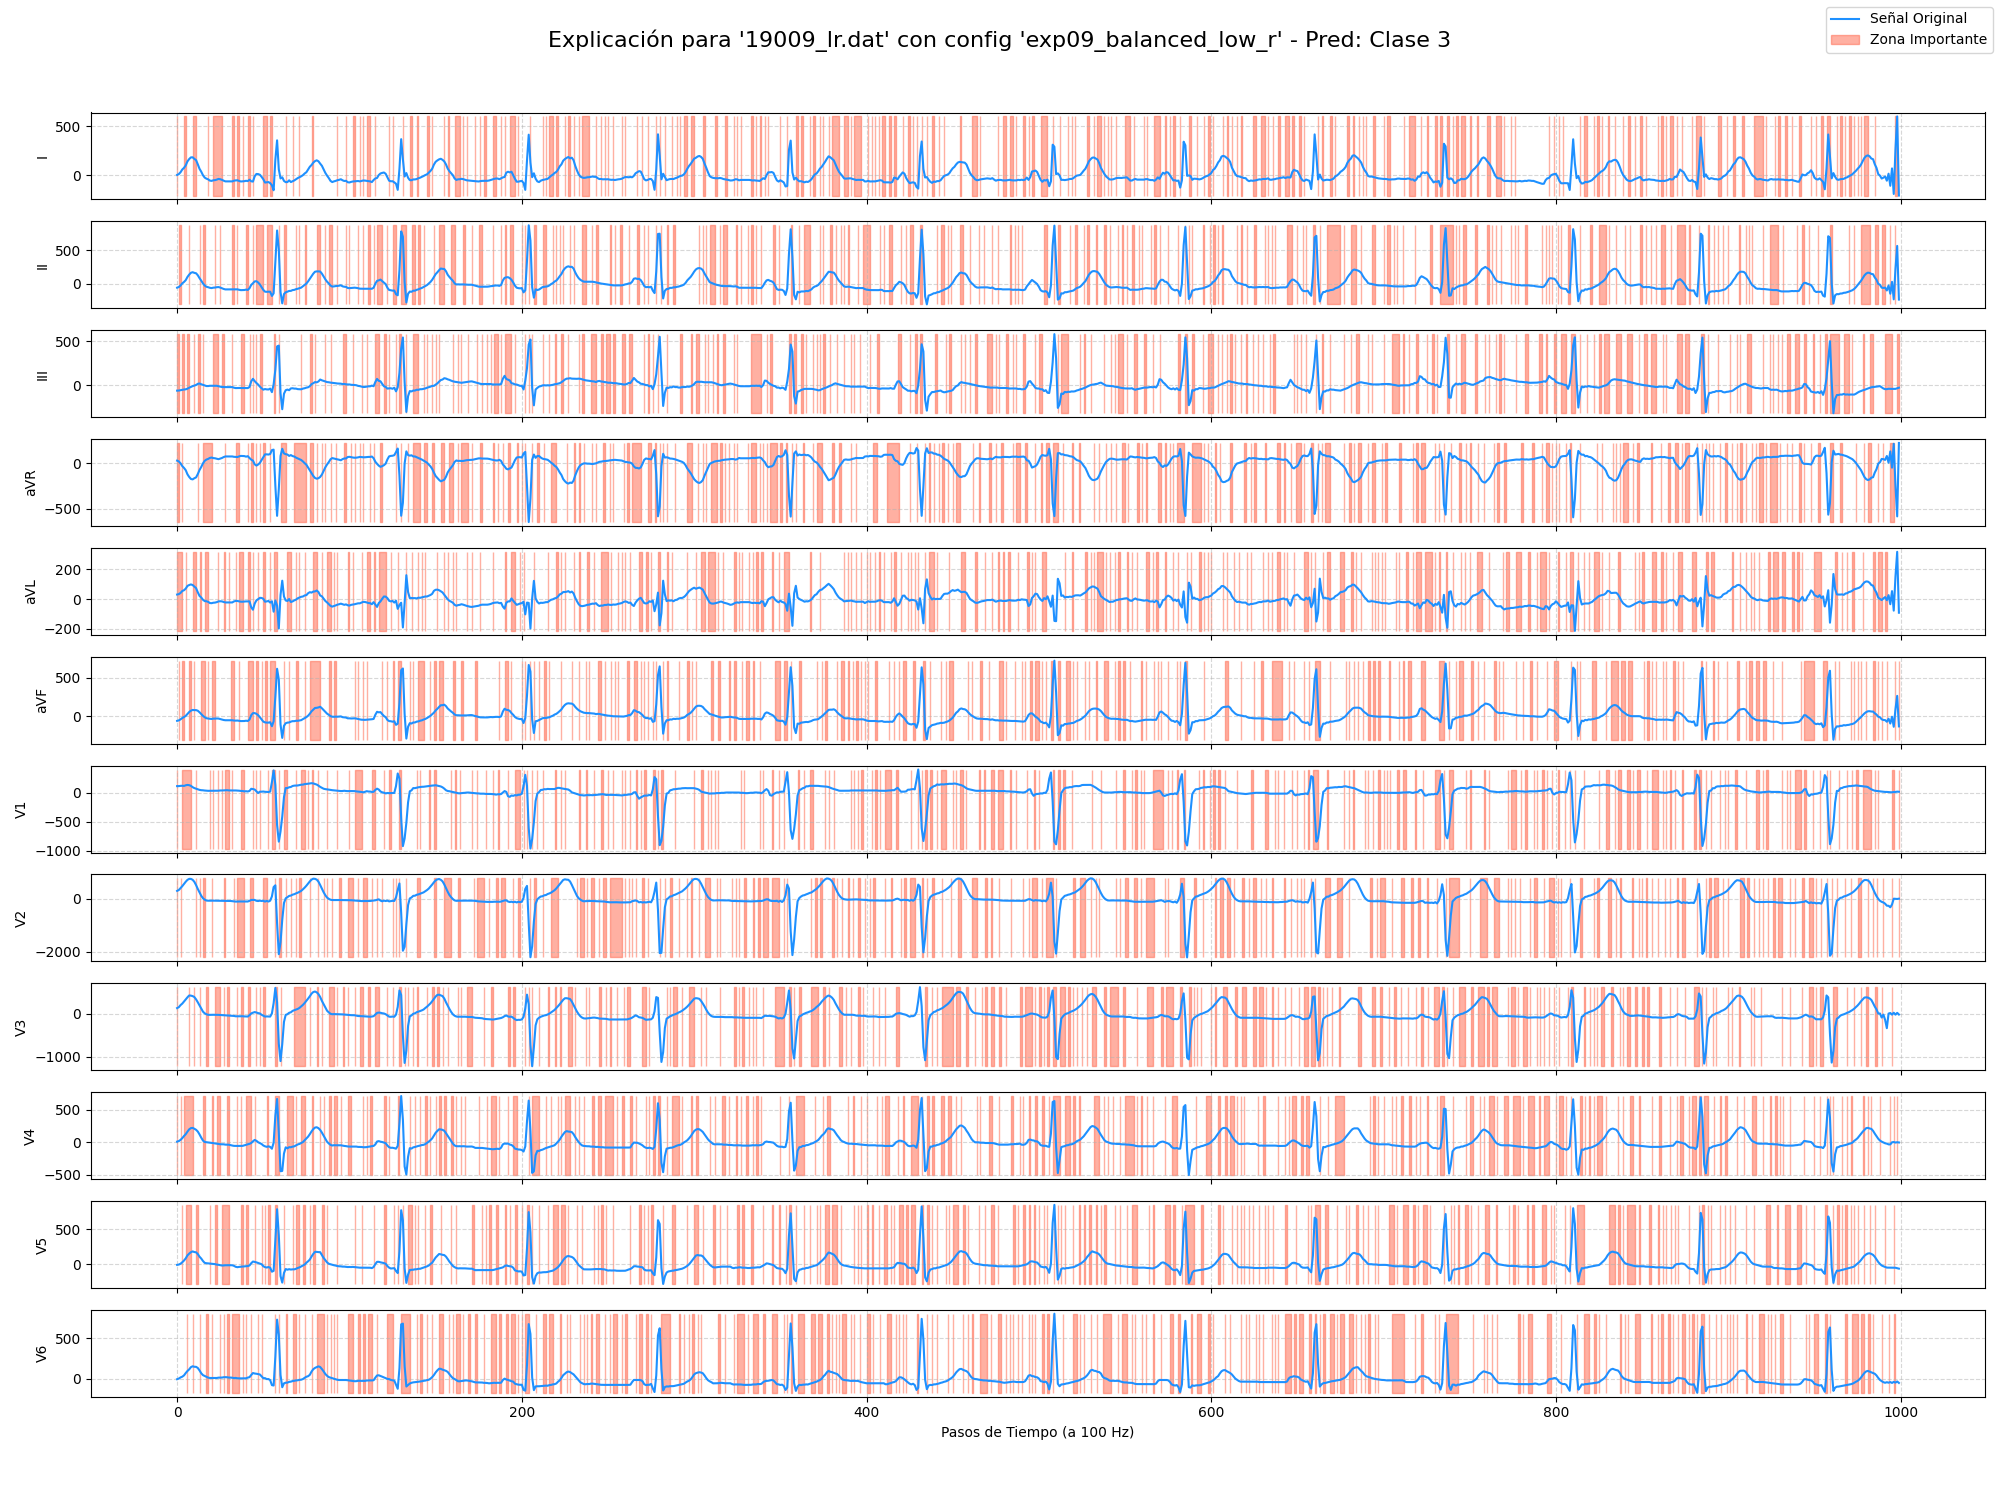 Señal Original
Zona Importante
Explicación para '19009_lr.dat' con config 'exp09_balanced_low_r' - Pred: Clase 3
I
500
0
II
500
0
III
500
0
aVR
0
−500
aVL
200
0
−200
aVF
500
0
V1
0
−500
−1000
V2
0
−2000
V3
0
−1000
V4
500
0
−500
V5
500
0
V6
500
0
0 200 400 600 800 1000
Pasos de Tiempo (a 100 Hz)